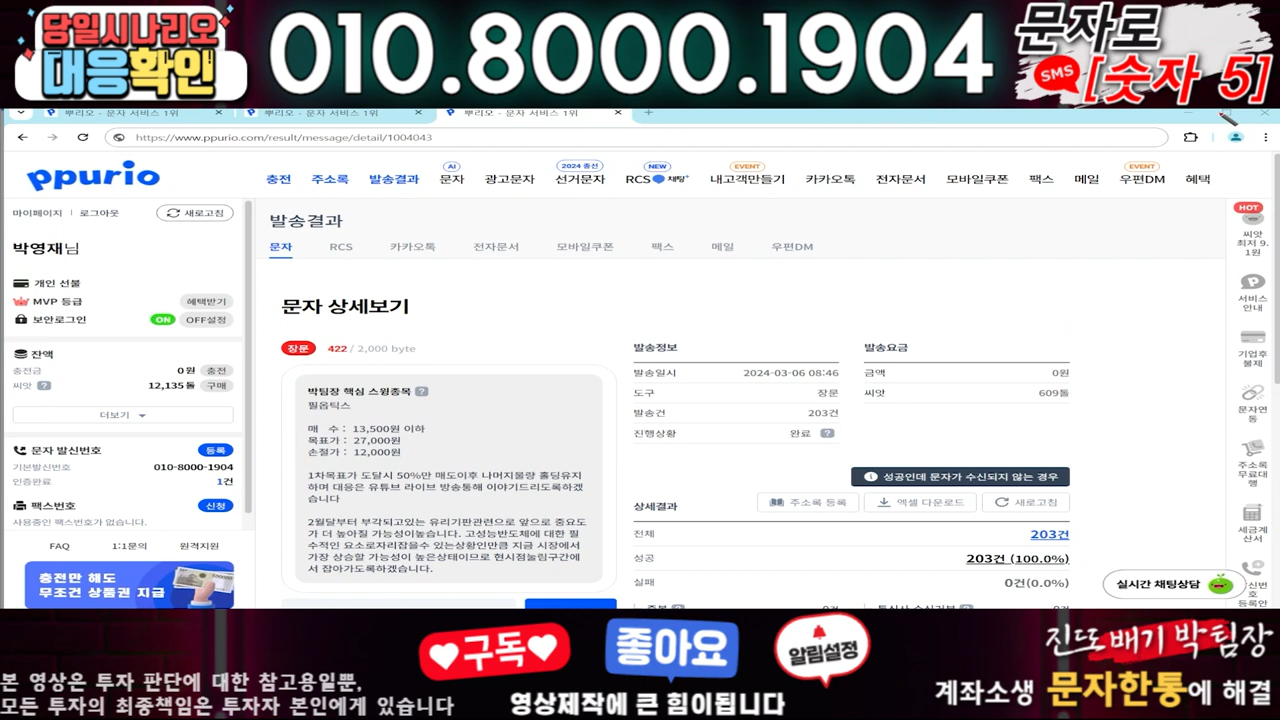 당일시나리오
대응확인
010.8000.1904
문자로
SMS
[숫자 5]
뿌리오 - 문자 서비스 1위
뿌리오 - 문자 서비스 1위
뿌리오 - 문자 서비스 1위
https://www.ppurio.com/result/message/detail/1004043
ppurio
AI
2024 총선
NEW
EVENT
EVENT
충전 주소록 발송결과 문자 광고문자 선거문자 RCS 채팅+ 내고객만들기 카카오톡 전자문서 모바일쿠폰 팩스 메일 우편DM 혜택
마이페이지 | 로그아웃 새로고침
박영재님
개인 선불
MVP 등급 혜택받기
보안로그인 ON OFF설정
잔액
충전금 0원 충전
씨앗 ? 12,135톨 구매
더보기
문자 발신번호 등록
기본발신번호 010-8000-1904
인증완료 1건
팩스번호 신청
사용중인 팩스번호가 없습니다.
FAQ 1:1문의 원격지원
충전만 해도
무조건 상품권 지급
발송결과
문자 RCS 카카오톡 전자문서 모바일쿠폰 팩스 메일 우편DM
문자 상세보기
장문 422 / 2,000 byte
박팀장 핵심 스윙종목 ?
필옵틱스
매 수 : 13,500원 이하
목표가 : 27,000원
손절가 : 12,000원
1차목표가 도달시 50%만 매도이후 나머지물량 홀딩유지
하며 대응은 유튜브 라이브 방송통해 이야기드리도록하겠
습니다
2월달부터 부각되고있는 유리기판관련으로 앞으로 중요도
가 더 높아질 가능성이높습니다. 고성능반도체에 대한 필
수적인 요소로자리잡을수 있는상황인만큼 지금 시장에서
가장 상승할 가능성이 높은상태이므로 현시점눌림구간에
서 잡아가도록하겠습니다.
발송정보
발송일시 2024-03-06 08:46
도구 장문
발송건 203건
진행상황 완료 ?
발송요금
금액 0원
씨앗 609톨
성공인데 문자가 수신되지 않는 경우
상세결과 주소록 등록 엑셀 다운로드 새로고침
전체 203건
성공 203건 (100.0%)
실패 0건(0.0%)
HOT
씨앗
최저 9.
1원
서비스
안내
기업후
불제
문자연
동
주소록
무료대
행
세금계
산서
실시간 채팅상담
구독
좋아요
알림설정
영상제작에 큰 힘이됩니다
본 영상은 투자 판단에 대한 참고용일뿐,
모든 투자의 최종책임은 투자자 본인에게 있습니다
진또배기 박팀장
계좌소생 문자한통에 해결